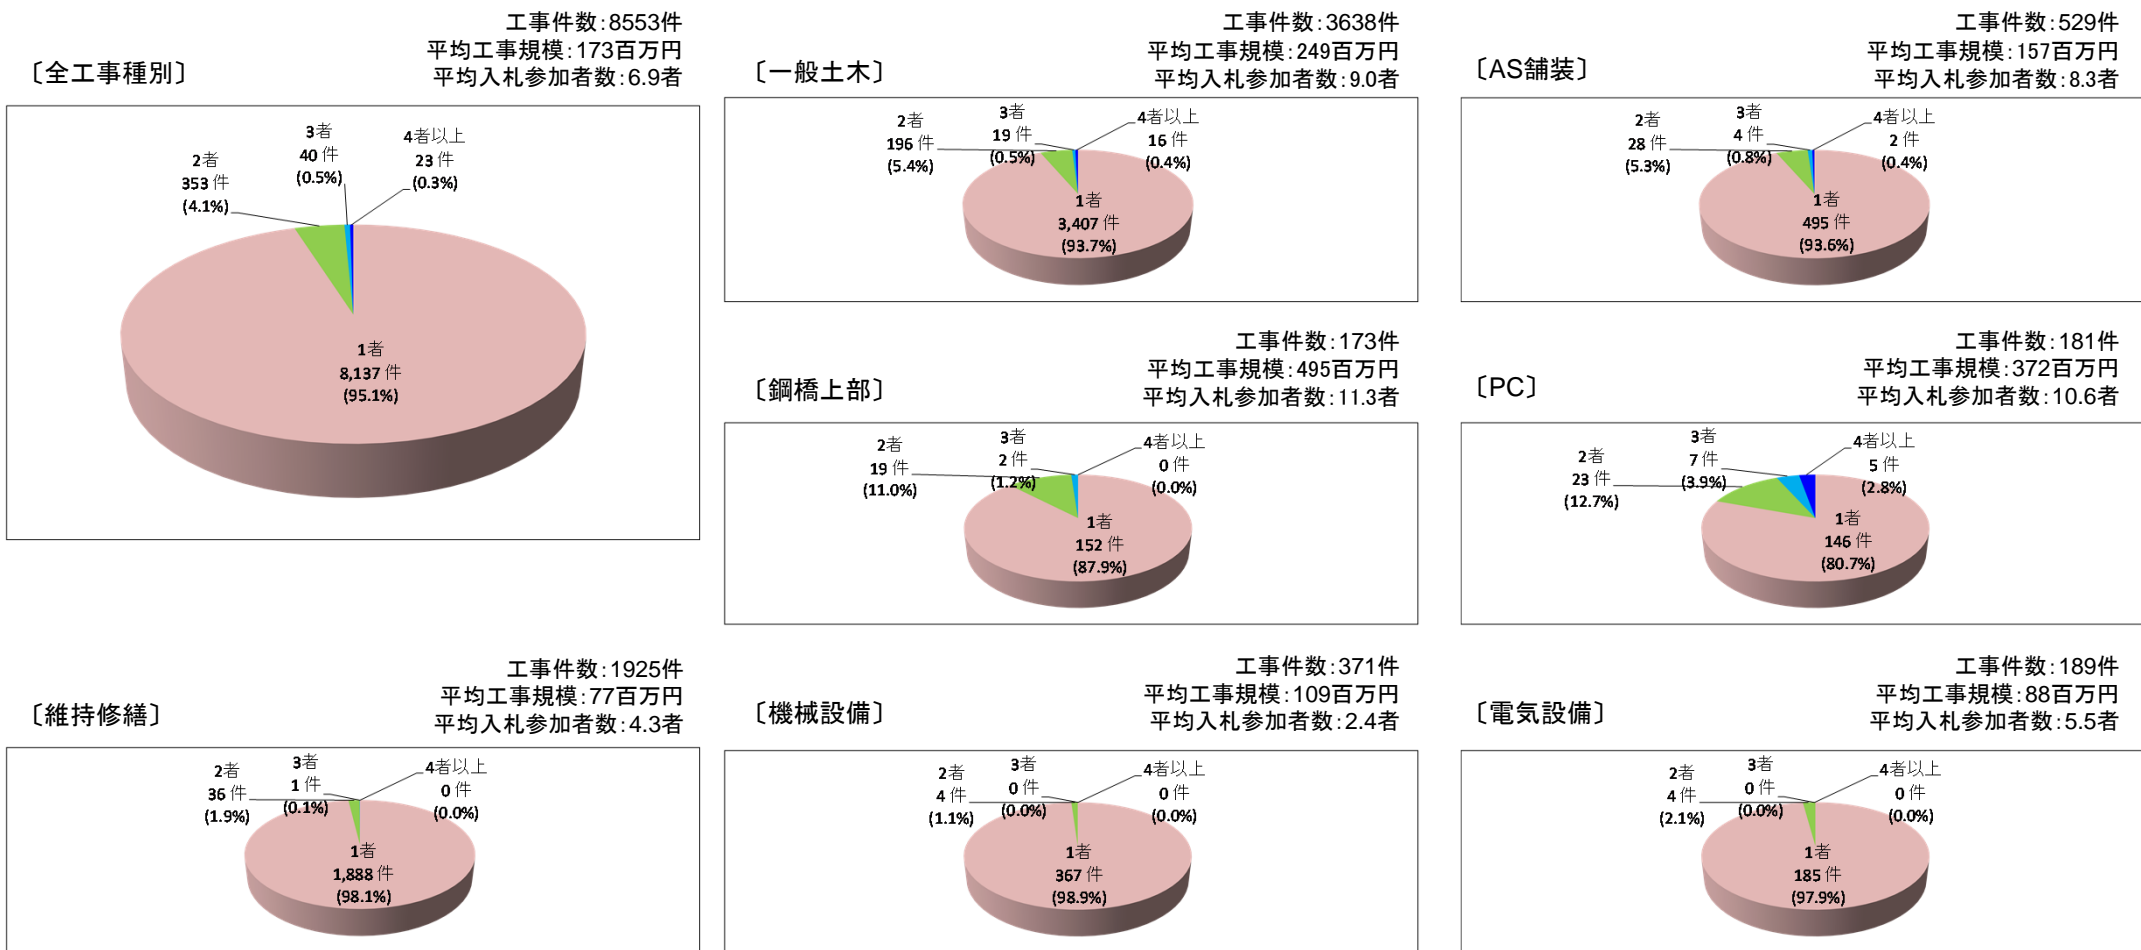 〔全工事種別〕
工事件数:8553件
平均工事規模:173百万円
平均入札参加者数:6.9者
2者
353 件
(4.1%)
3者
40 件
(0.5%)
4者以上
23 件
(0.3%)
1者
8,137 件
(95.1%)
〔一般土木〕
工事件数:3638件
平均工事規模:249百万円
平均入札参加者数:9.0者
2者
196 件
(5.4%)
3者
19 件
(0.5%)
4者以上
16 件
(0.4%)
1者
3,407 件
(93.7%)
〔AS舗装〕
工事件数:529件
平均工事規模:157百万円
平均入札参加者数:8.3者
2者
28 件
(5.3%)
3者
4 件
(0.8%)
4者以上
2 件
(0.4%)
1者
495 件
(93.6%)
〔鋼橋上部〕
工事件数:173件
平均工事規模:495百万円
平均入札参加者数:11.3者
2者
19 件
(11.0%)
3者
2 件
(1.2%)
4者以上
0 件
(0.0%)
1者
152 件
(87.9%)
〔PC〕
工事件数:181件
平均工事規模:372百万円
平均入札参加者数:10.6者
2者
23 件
(12.7%)
3者
7 件
(3.9%)
4者以上
5 件
(2.8%)
1者
146 件
(80.7%)
〔維持修繕〕
工事件数:1925件
平均工事規模:77百万円
平均入札参加者数:4.3者
2者
36 件
(1.9%)
3者
1 件
(0.1%)
4者以上
0 件
(0.0%)
1者
1,888 件
(98.1%)
〔機械設備〕
工事件数:371件
平均工事規模:109百万円
平均入札参加者数:2.4者
2者
4 件
(1.1%)
3者
0 件
(0.0%)
4者以上
0 件
(0.0%)
1者
367 件
(98.9%)
〔電気設備〕
工事件数:189件
平均工事規模:88百万円
平均入札参加者数:5.5者
2者
4 件
(2.1%)
3者
0 件
(0.0%)
4者以上
0 件
(0.0%)
1者
185 件
(97.9%)